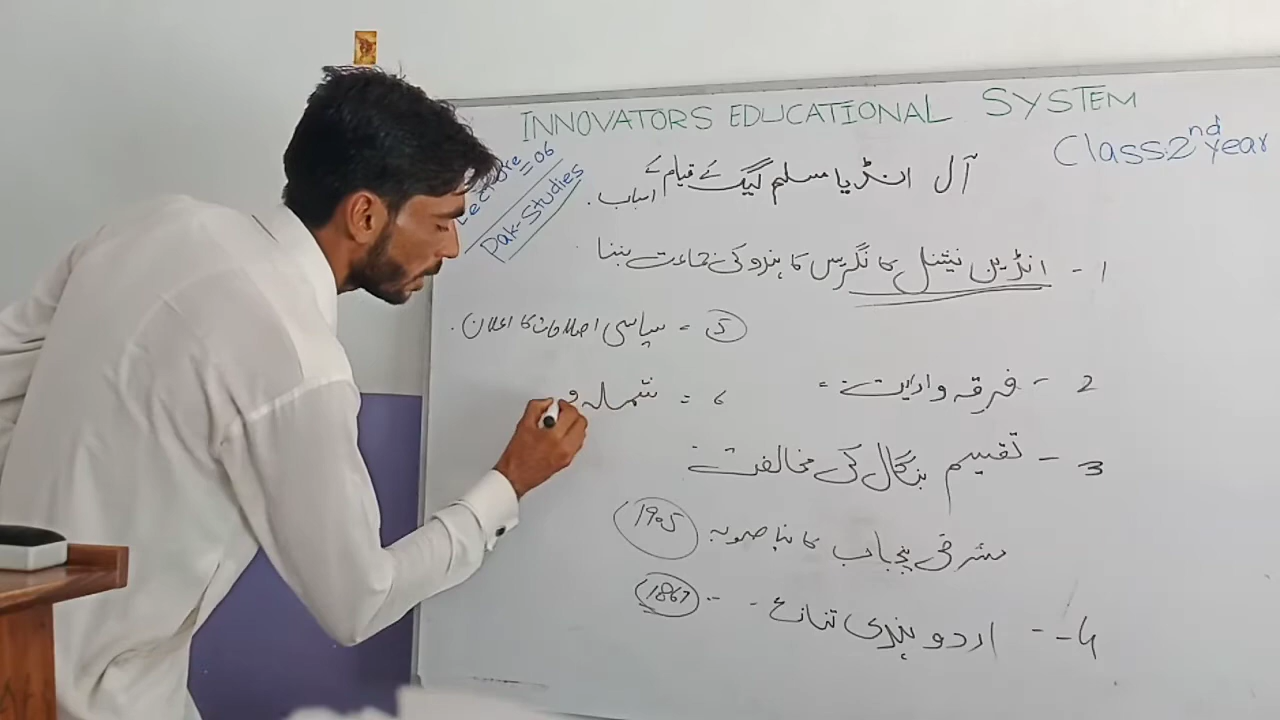 INNOVATORS EDUCATIONAL SYSTEM
Class 2nd year
Lecture = 06
Pak-Studies
آل انڈیا مسلم لیگ کے قیام کے اسباب
1 - انڈین نیشنل کانگریس کا ہندو کی جماعت بننا
2 - فرقہ واریت =
3 - تقسیم بنگال کی مخالفت
مشرقی پنجاب کا نیا صوبہ 1905
4 -- اردو ہندی تنازع - 1867
5 = سیاسی اصلاحات کا اعلان
6 = شملہ و